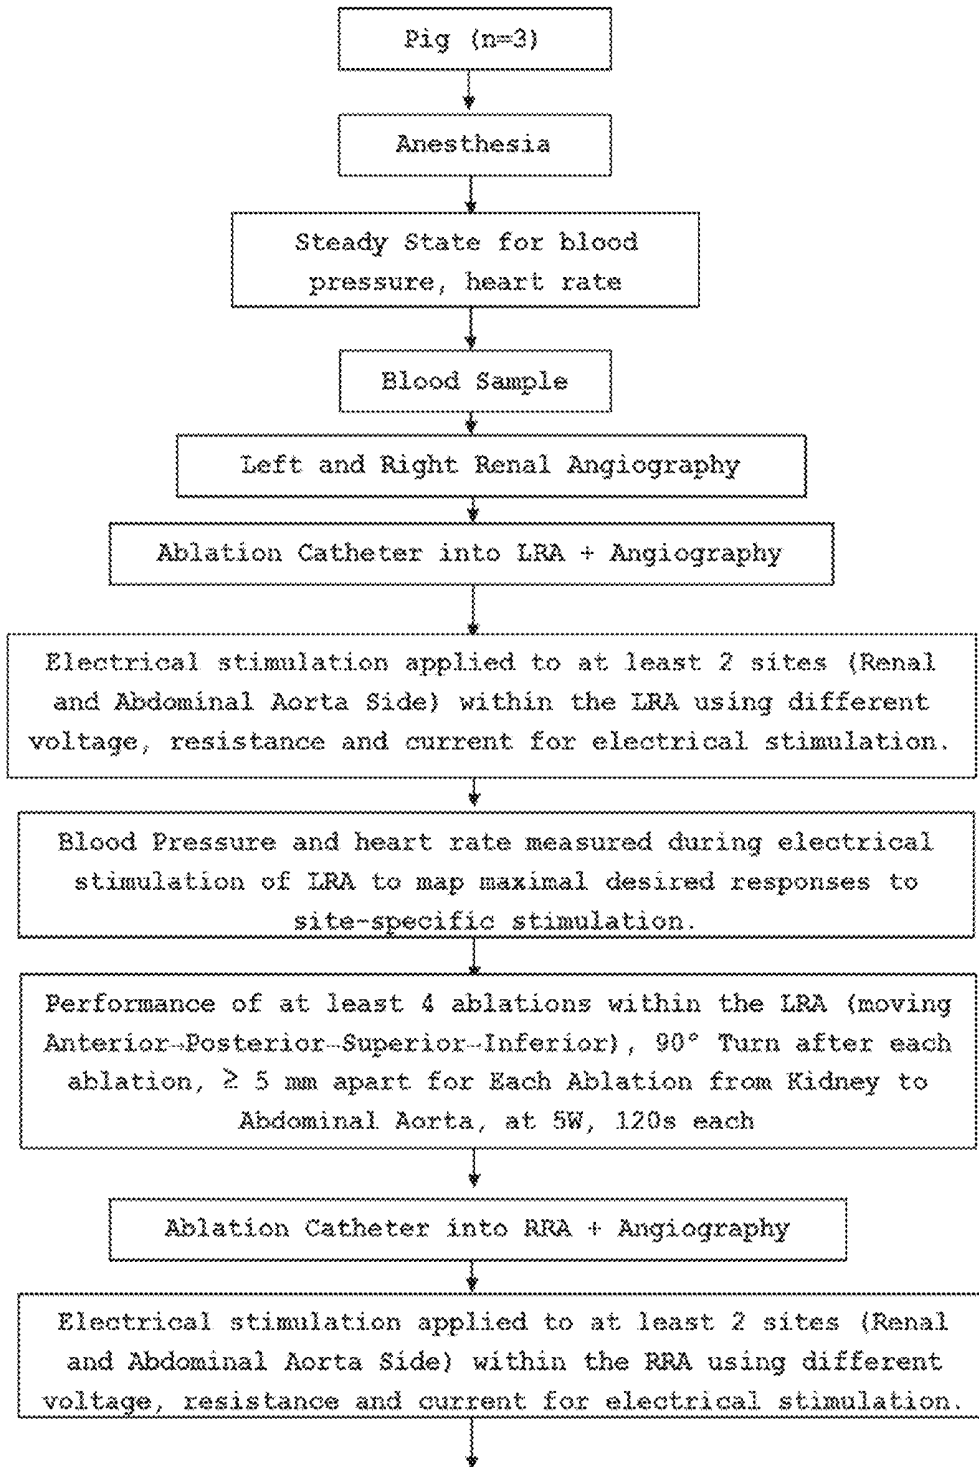 Pig (n=3)
Anesthesia
Steady State for blood
pressure, heart rate
Blood Sample
Left and Right Renal Angiography
Ablation Catheter into LRA + Angiography
Electrical stimulation applied to at least 2 sites (Renal
and Abdominal Aorta Side) within the LRA using different
voltage, resistance and current for electrical stimulation.
Blood Pressure and heart rate measured during electrical
stimulation of LRA to map maximal desired responses to
site-specific stimulation.
Performance of at least 4 ablations within the LRA (moving
Anterior→Posterior→Superior→Inferior), 90° Turn after each
ablation, ≥ 5 mm apart for Each Ablation from Kidney to
Abdominal Aorta, at 5W, 120s each
Ablation Catheter into RRA + Angiography
Electrical stimulation applied to at least 2 sites (Renal
and Abdominal Aorta Side) within the RRA using different
voltage, resistance and current for electrical stimulation.